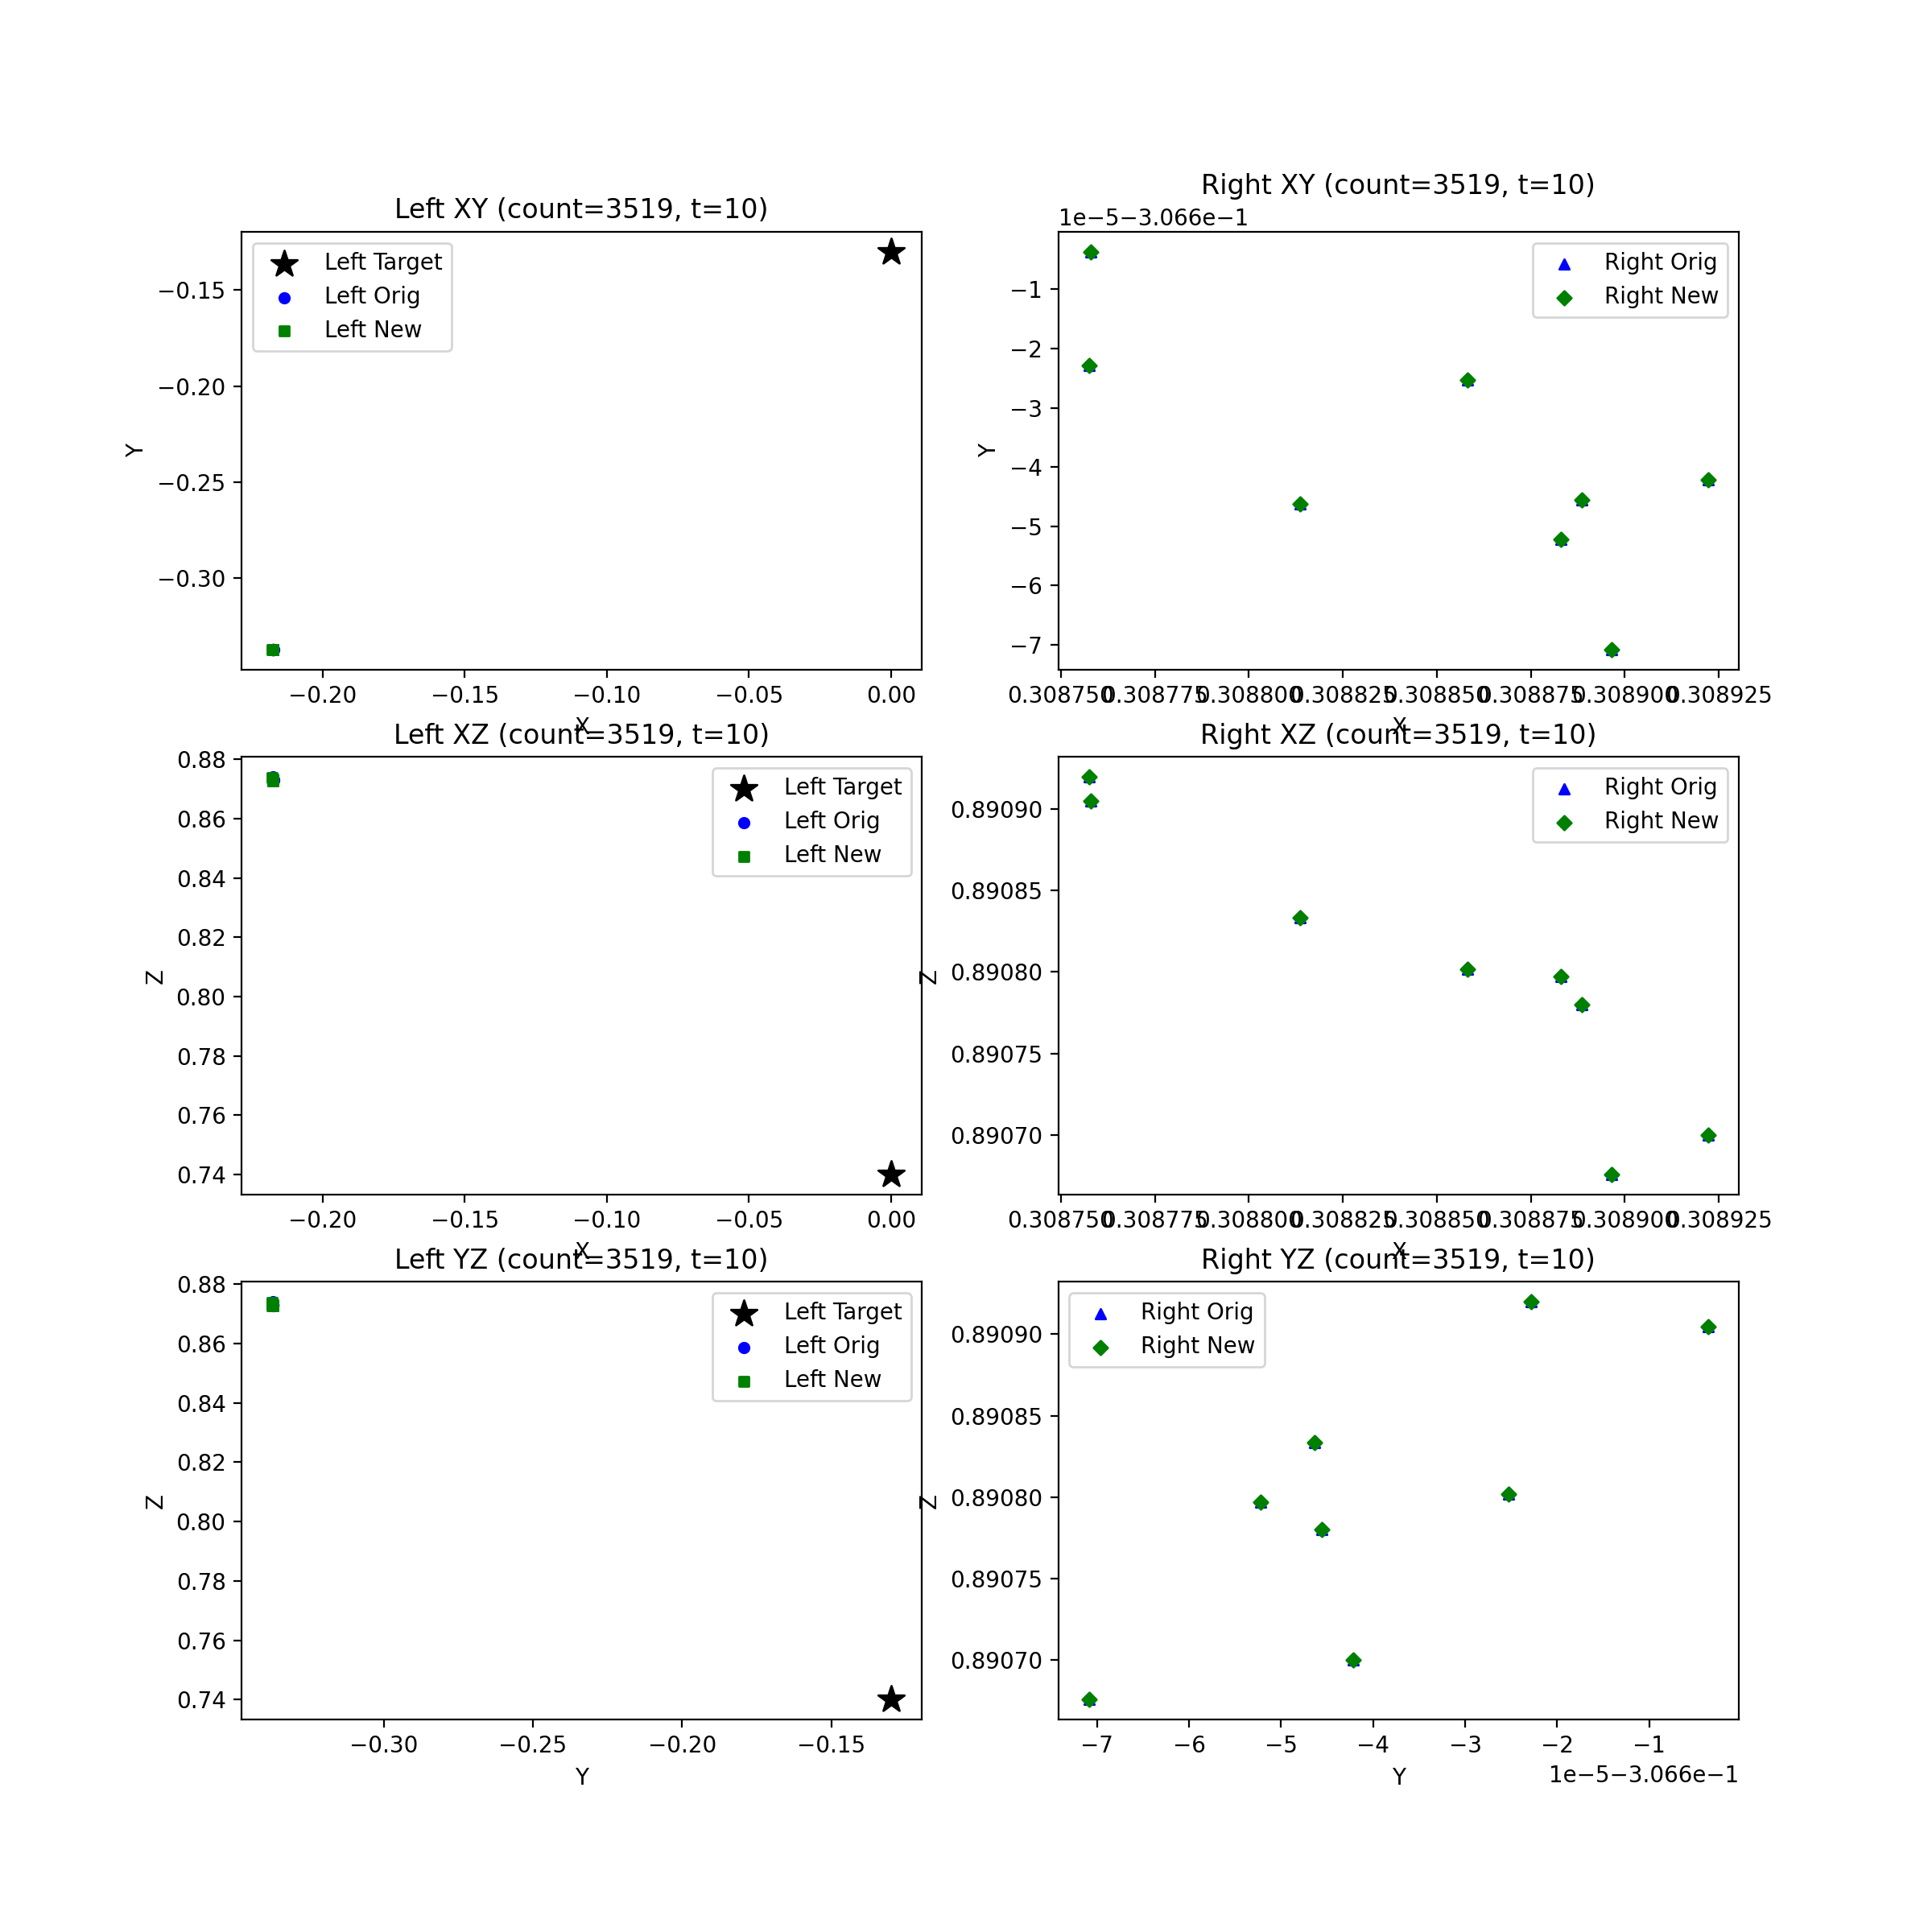 Left XY (count=3519, t=10)
Left Target
Left Orig
Left New
−0.15
−0.20
−0.25
−0.30
Y
−0.20 −0.15 −0.10 −0.05 0.00
X
Right XY (count=3519, t=10)
1e−5−3.066e−1
Right Orig
Right New
−1
−2
−3
−4
−5
−6
−7
Y
0.308750 0.308775 0.308800 0.308825 0.308850 0.308875 0.308900 0.308925
X
Left XZ (count=3519, t=10)
Left Target
Left Orig
Left New
0.88
0.86
0.84
0.82
0.80
0.78
0.76
0.74
Z
−0.20 −0.15 −0.10 −0.05 0.00
X
Right XZ (count=3519, t=10)
Right Orig
Right New
0.89090
0.89085
0.89080
0.89075
0.89070
Z
0.308750 0.308775 0.308800 0.308825 0.308850 0.308875 0.308900 0.308925
X
Left YZ (count=3519, t=10)
Left Target
Left Orig
Left New
0.88
0.86
0.84
0.82
0.80
0.78
0.76
0.74
Z
−0.30 −0.25 −0.20 −0.15
Y
Right YZ (count=3519, t=10)
Right Orig
Right New
0.89090
0.89085
0.89080
0.89075
0.89070
Z
−7 −6 −5 −4 −3 −2 −1
Y
1e−5−3.066e−1